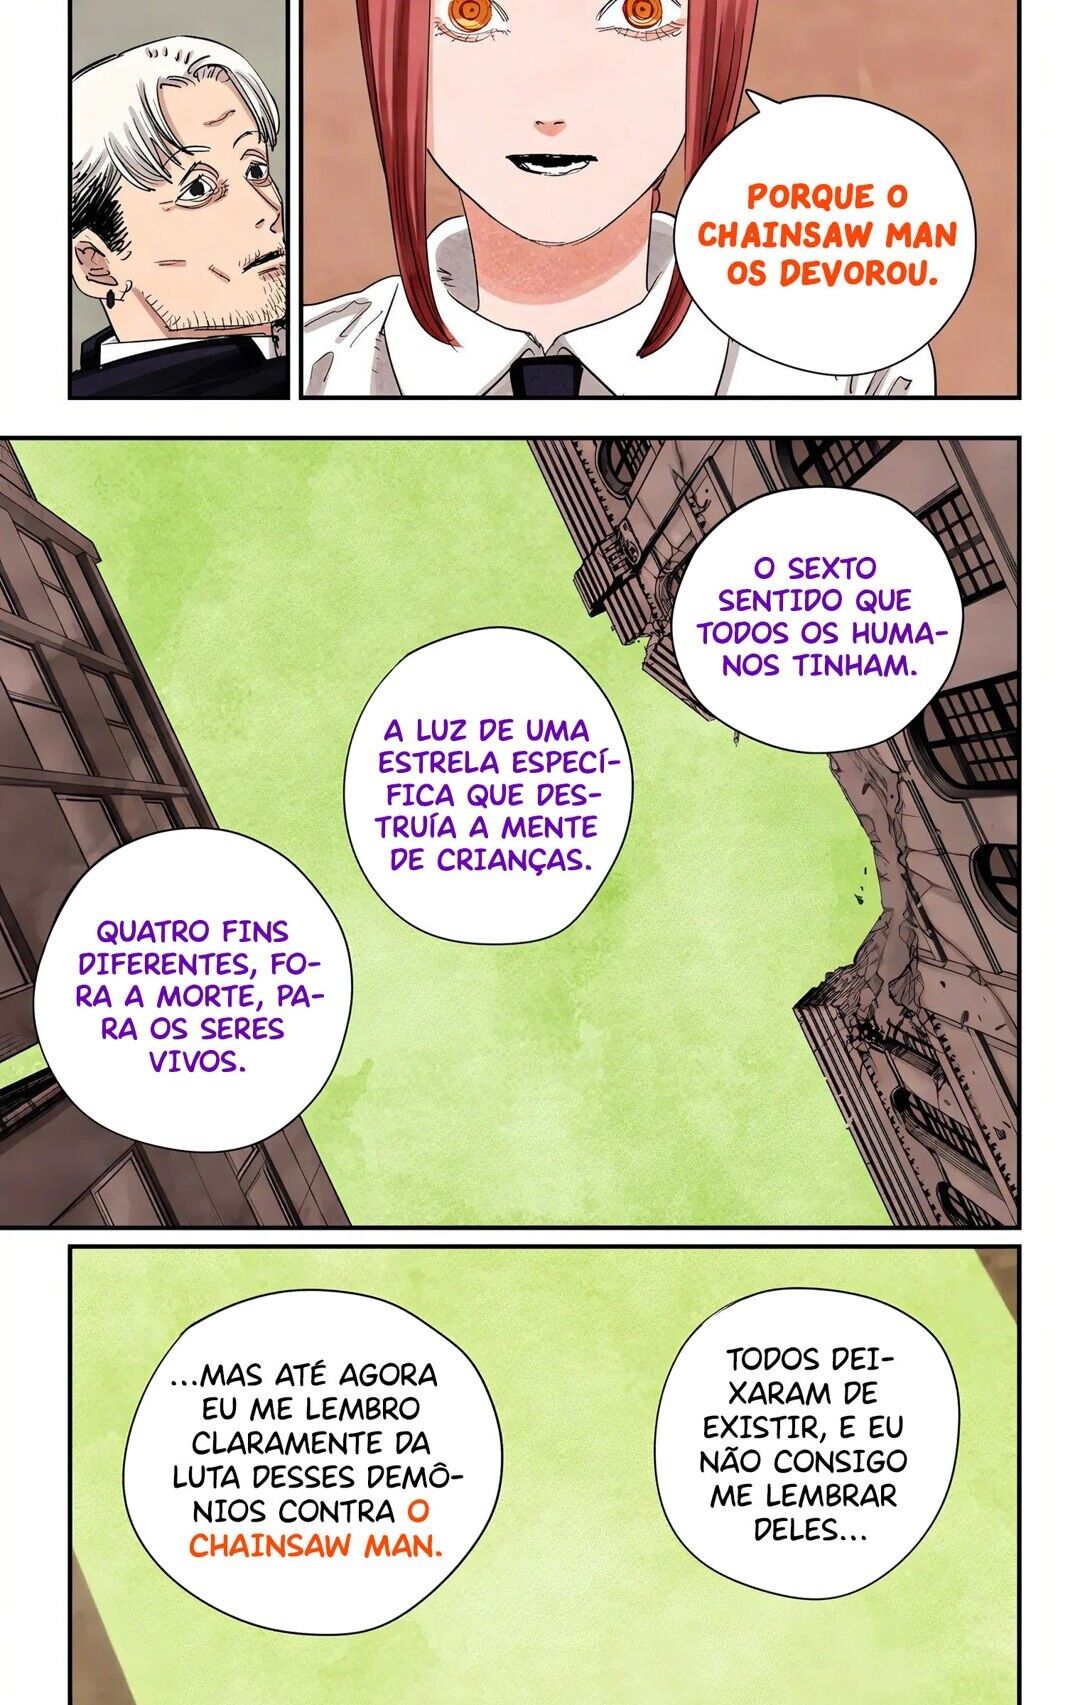 PORQUE O
CHAINSAW MAN
OS DEVOROU.
O SEXTO
SENTIDO QUE
TODOS OS HUMA-
NOS TINHAM.
A LUZ DE UMA
ESTRELA ESPECÍ-
FICA QUE DES-
TRUÍA A MENTE
DE CRIANÇAS.
QUATRO FINS
DIFERENTES, FO-
RA A MORTE, PA-
RA OS SERES
VIVOS.
TODOS DEI-
XARAM DE
EXISTIR, E EU
NÃO CONSIGO
ME LEMBRAR
DELES...
...MAS ATÉ AGORA
EU ME LEMBRO
CLARAMENTE DA
LUTA DESSES DEMÔ-
NIOS CONTRA O
CHAINSAW MAN.